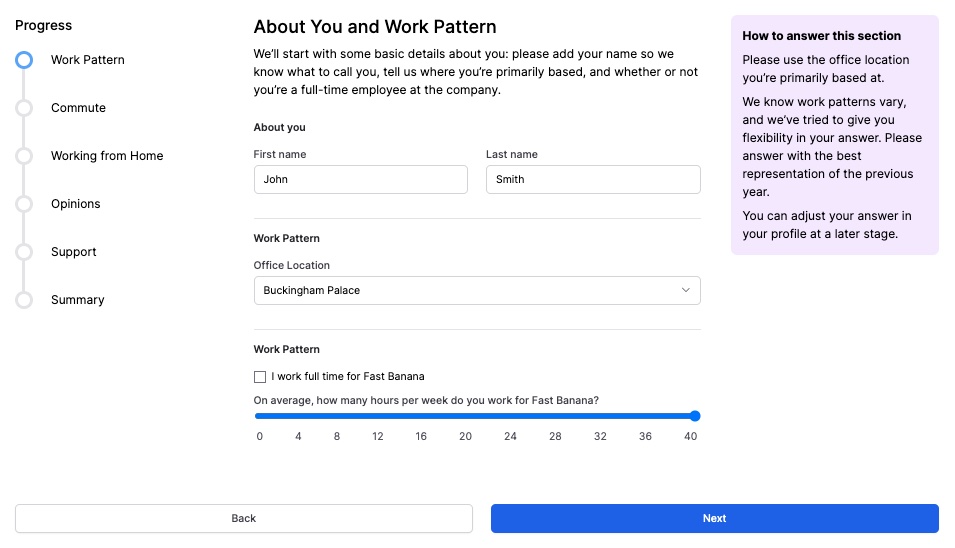 Progress
Work Pattern
Commute
Working from Home
Opinions
Support
Summary
About You and Work Pattern
We'll start with some basic details about you: please add your name so we
know what to call you, tell us where you're primarily based, and whether or not
you're a full-time employee at the company.
About you
First name
Last name
John
Smith
Work Pattern
Office Location
Buckingham Palace
Work Pattern
I work full time for Fast Banana
On average, how many hours per week do you work for Fast Banana?
0 4 8 12 16 20 24 28 32 36 40
How to answer this section
Please use the office location
you're primarily based at.
We know work patterns vary,
and we've tried to give you
flexibility in your answer. Please
answer with the best
representation of the previous
year.
You can adjust your answer in
your profile at a later stage.
Back
Next